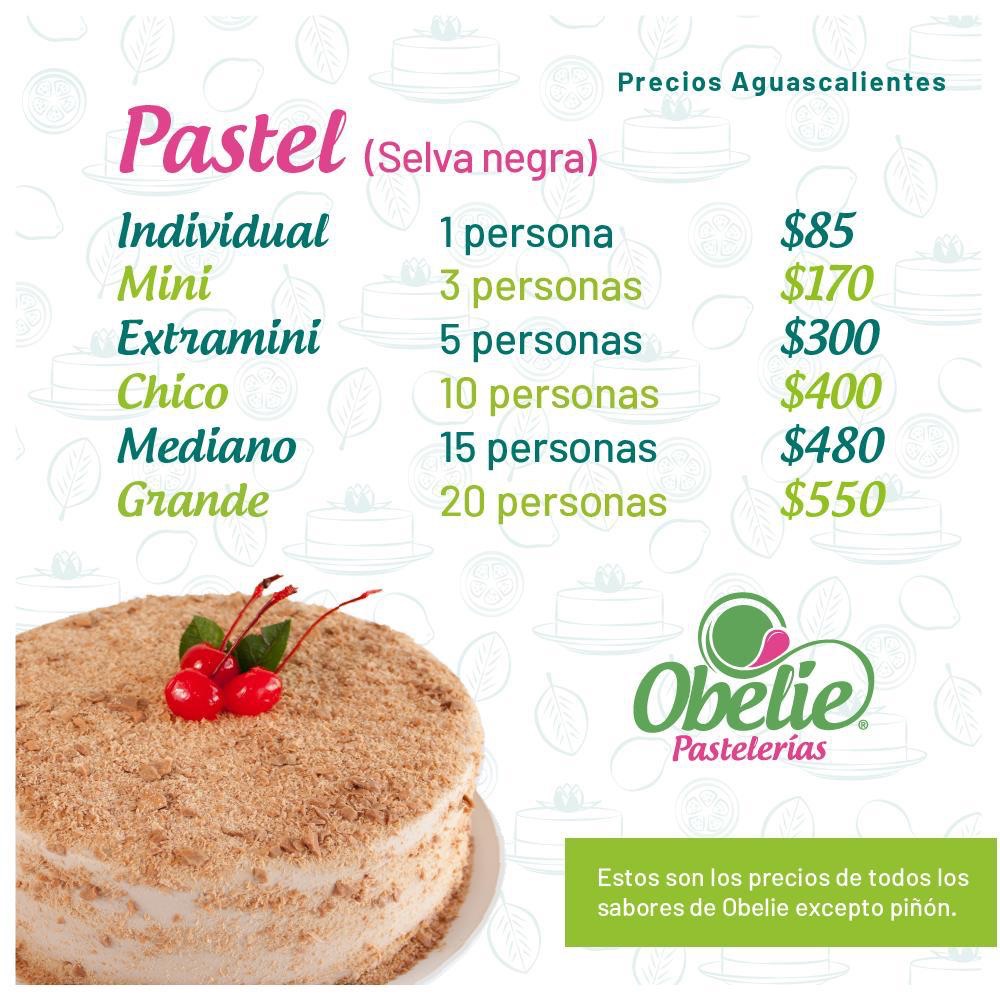 Precios Aguascalientes
Pastel (Selva negra)
Individual 1 persona $85
Mini 3 personas $170
Extramini 5 personas $300
Chico 10 personas $400
Mediano 15 personas $480
Grande 20 personas $550
Obelie®
Pastelerías
Estos son los precios de todos los
sabores de Obelie excepto piñón.